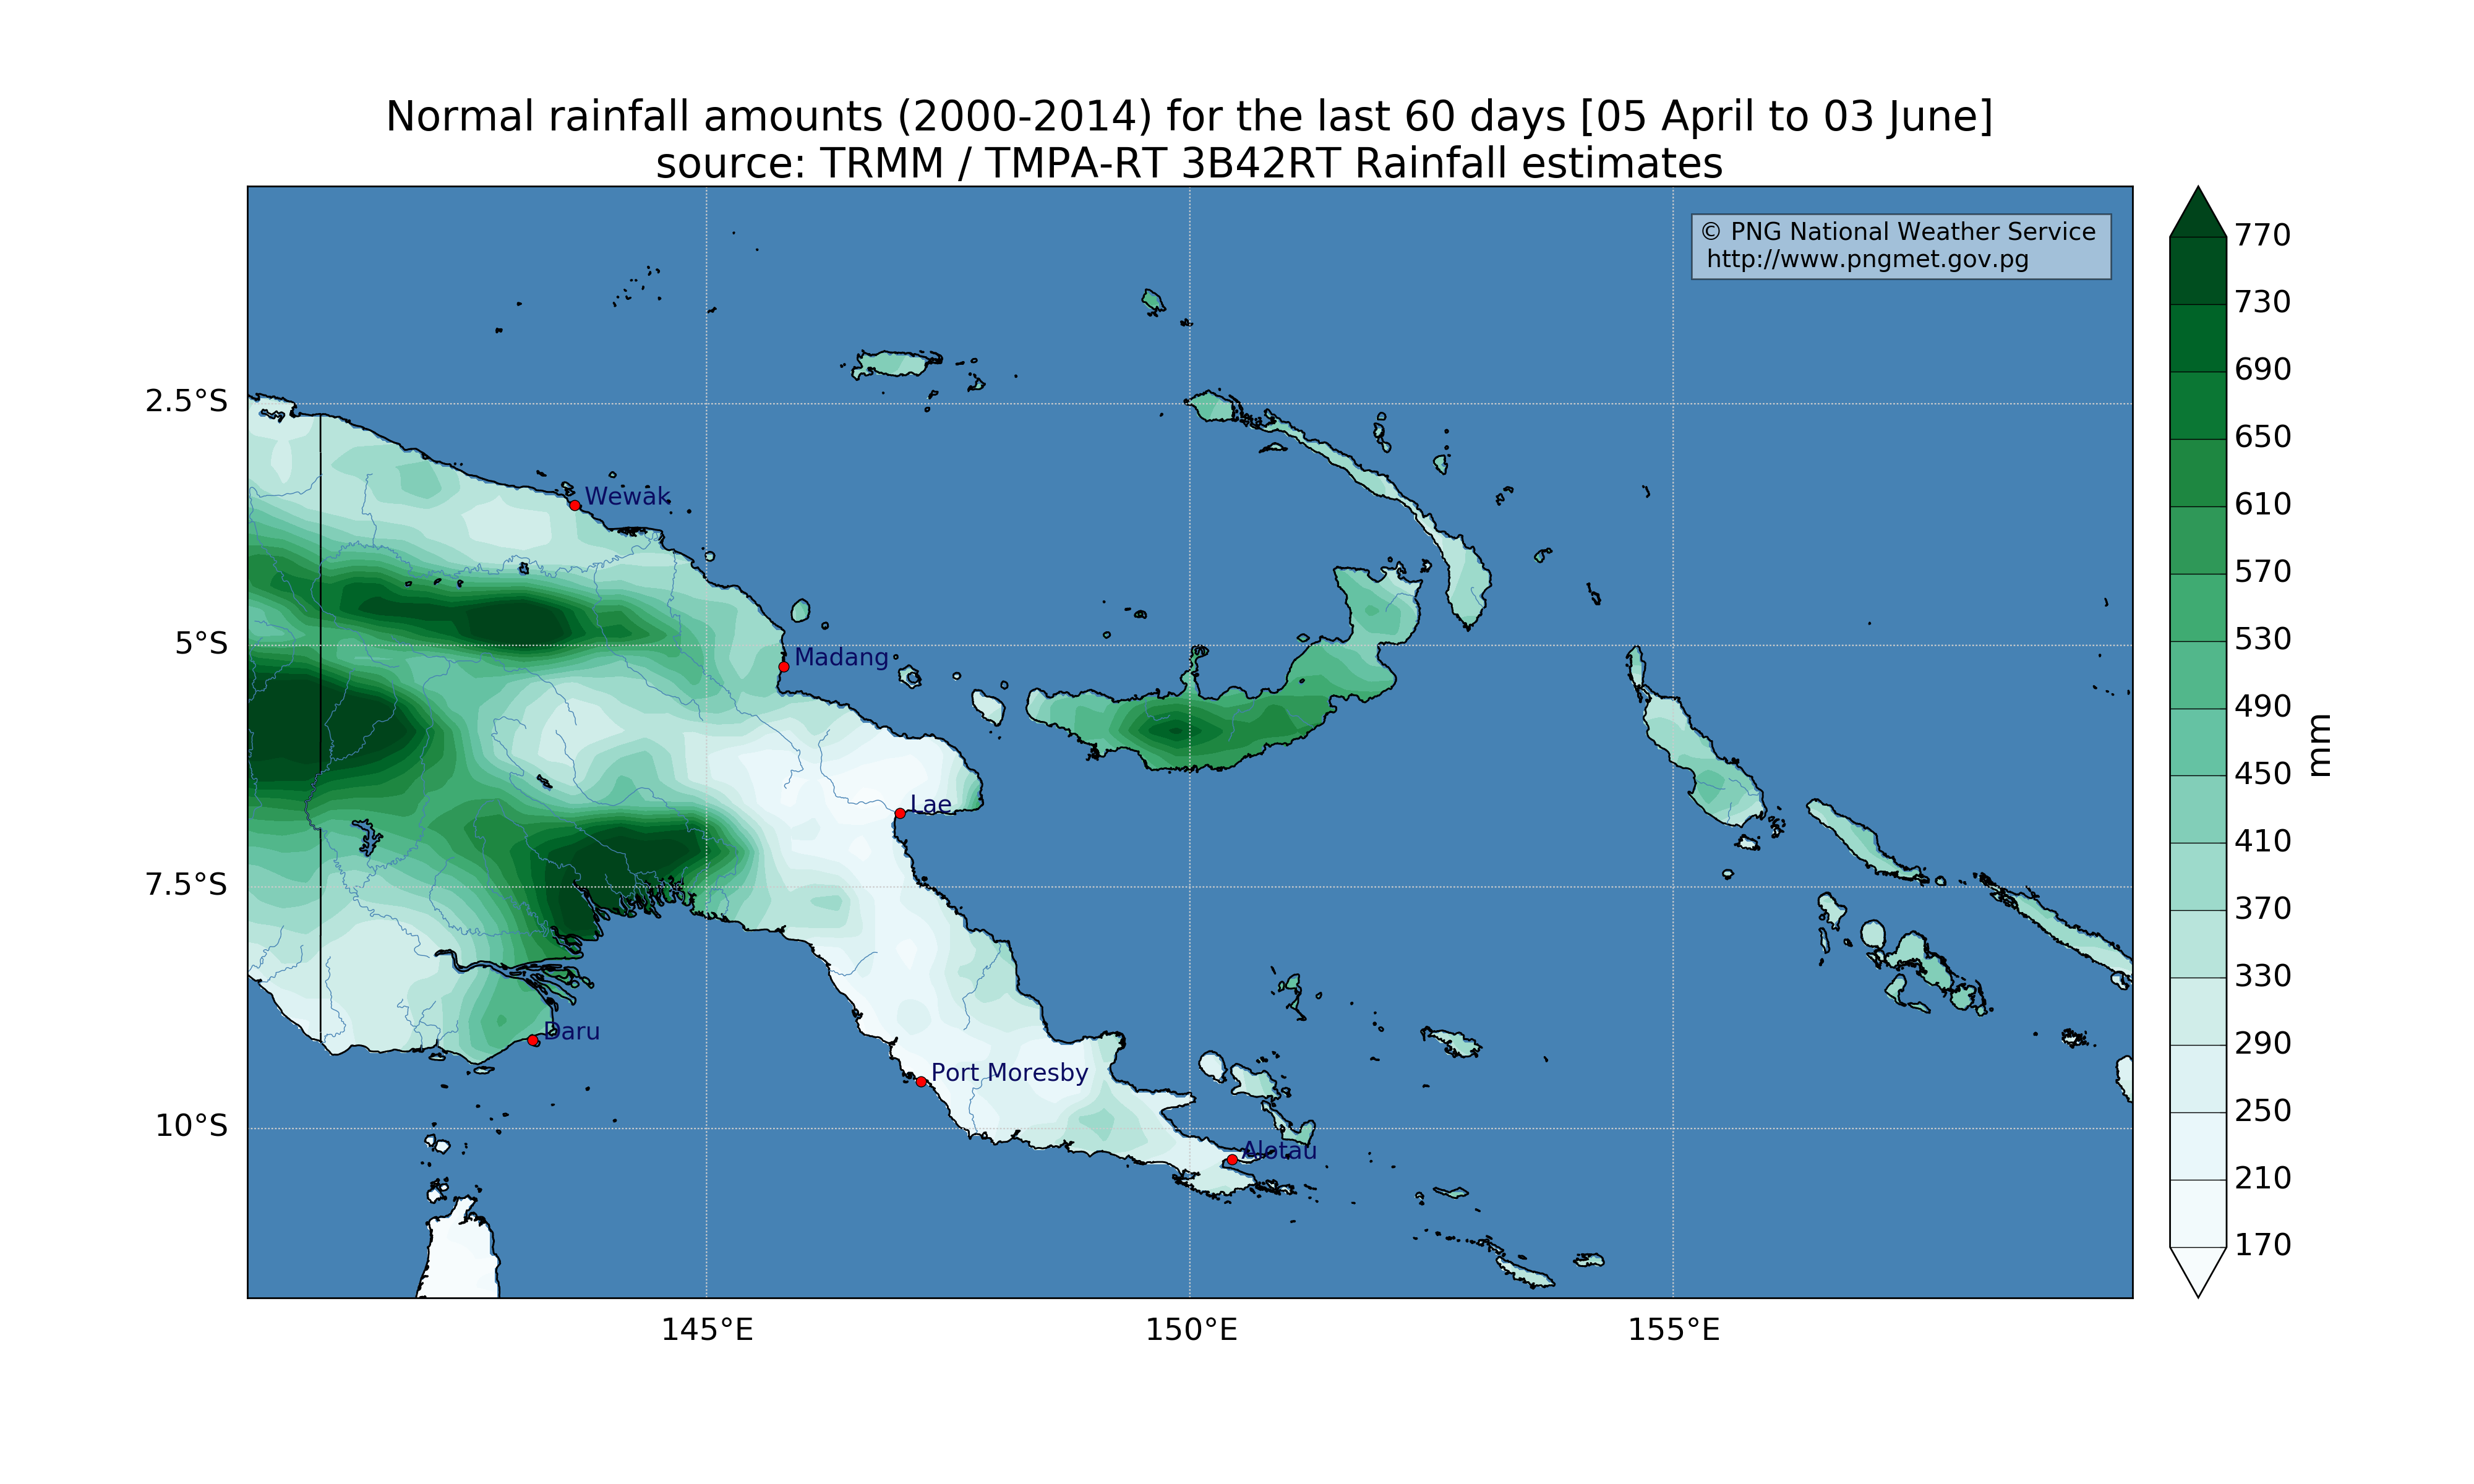 Normal rainfall amounts (2000-2014) for the last 60 days [05 April to 03 June]
source: TRMM / TMPA-RT 3B42RT Rainfall estimates
© PNG National Weather Service
http://www.pngmet.gov.pg
2.5°S
5°S
7.5°S
10°S
Wewak
Madang
Lae
Daru
Port Moresby
Alotau
145°E
150°E
155°E
770
730
690
650
610
570
530
490
450
410
370
330
290
250
210
170
mm